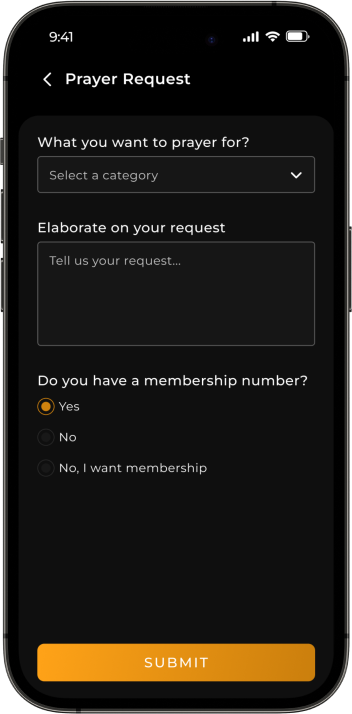 9:41
Prayer Request
What you want to prayer for?
Select a category
Elaborate on your request
Tell us your request...
Do you have a membership number?
Yes
No
No, I want membership
SUBMIT